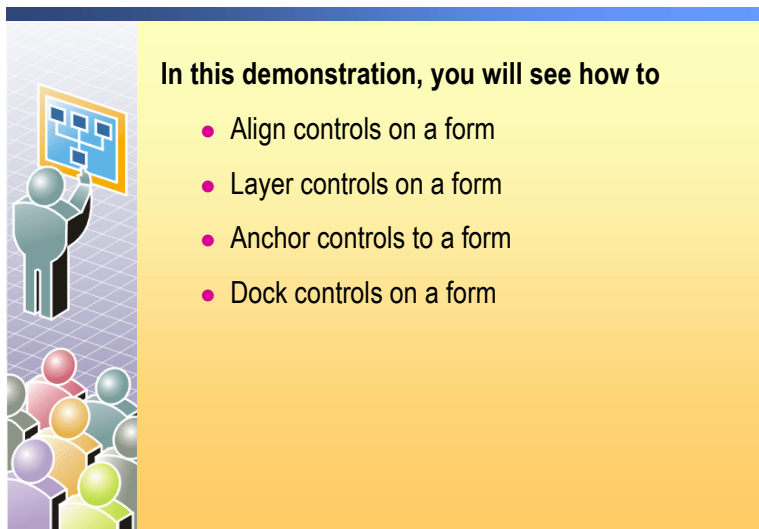 In this demonstration, you will see how to
● Align controls on a form
● Layer controls on a form
● Anchor controls to a form
● Dock controls on a form